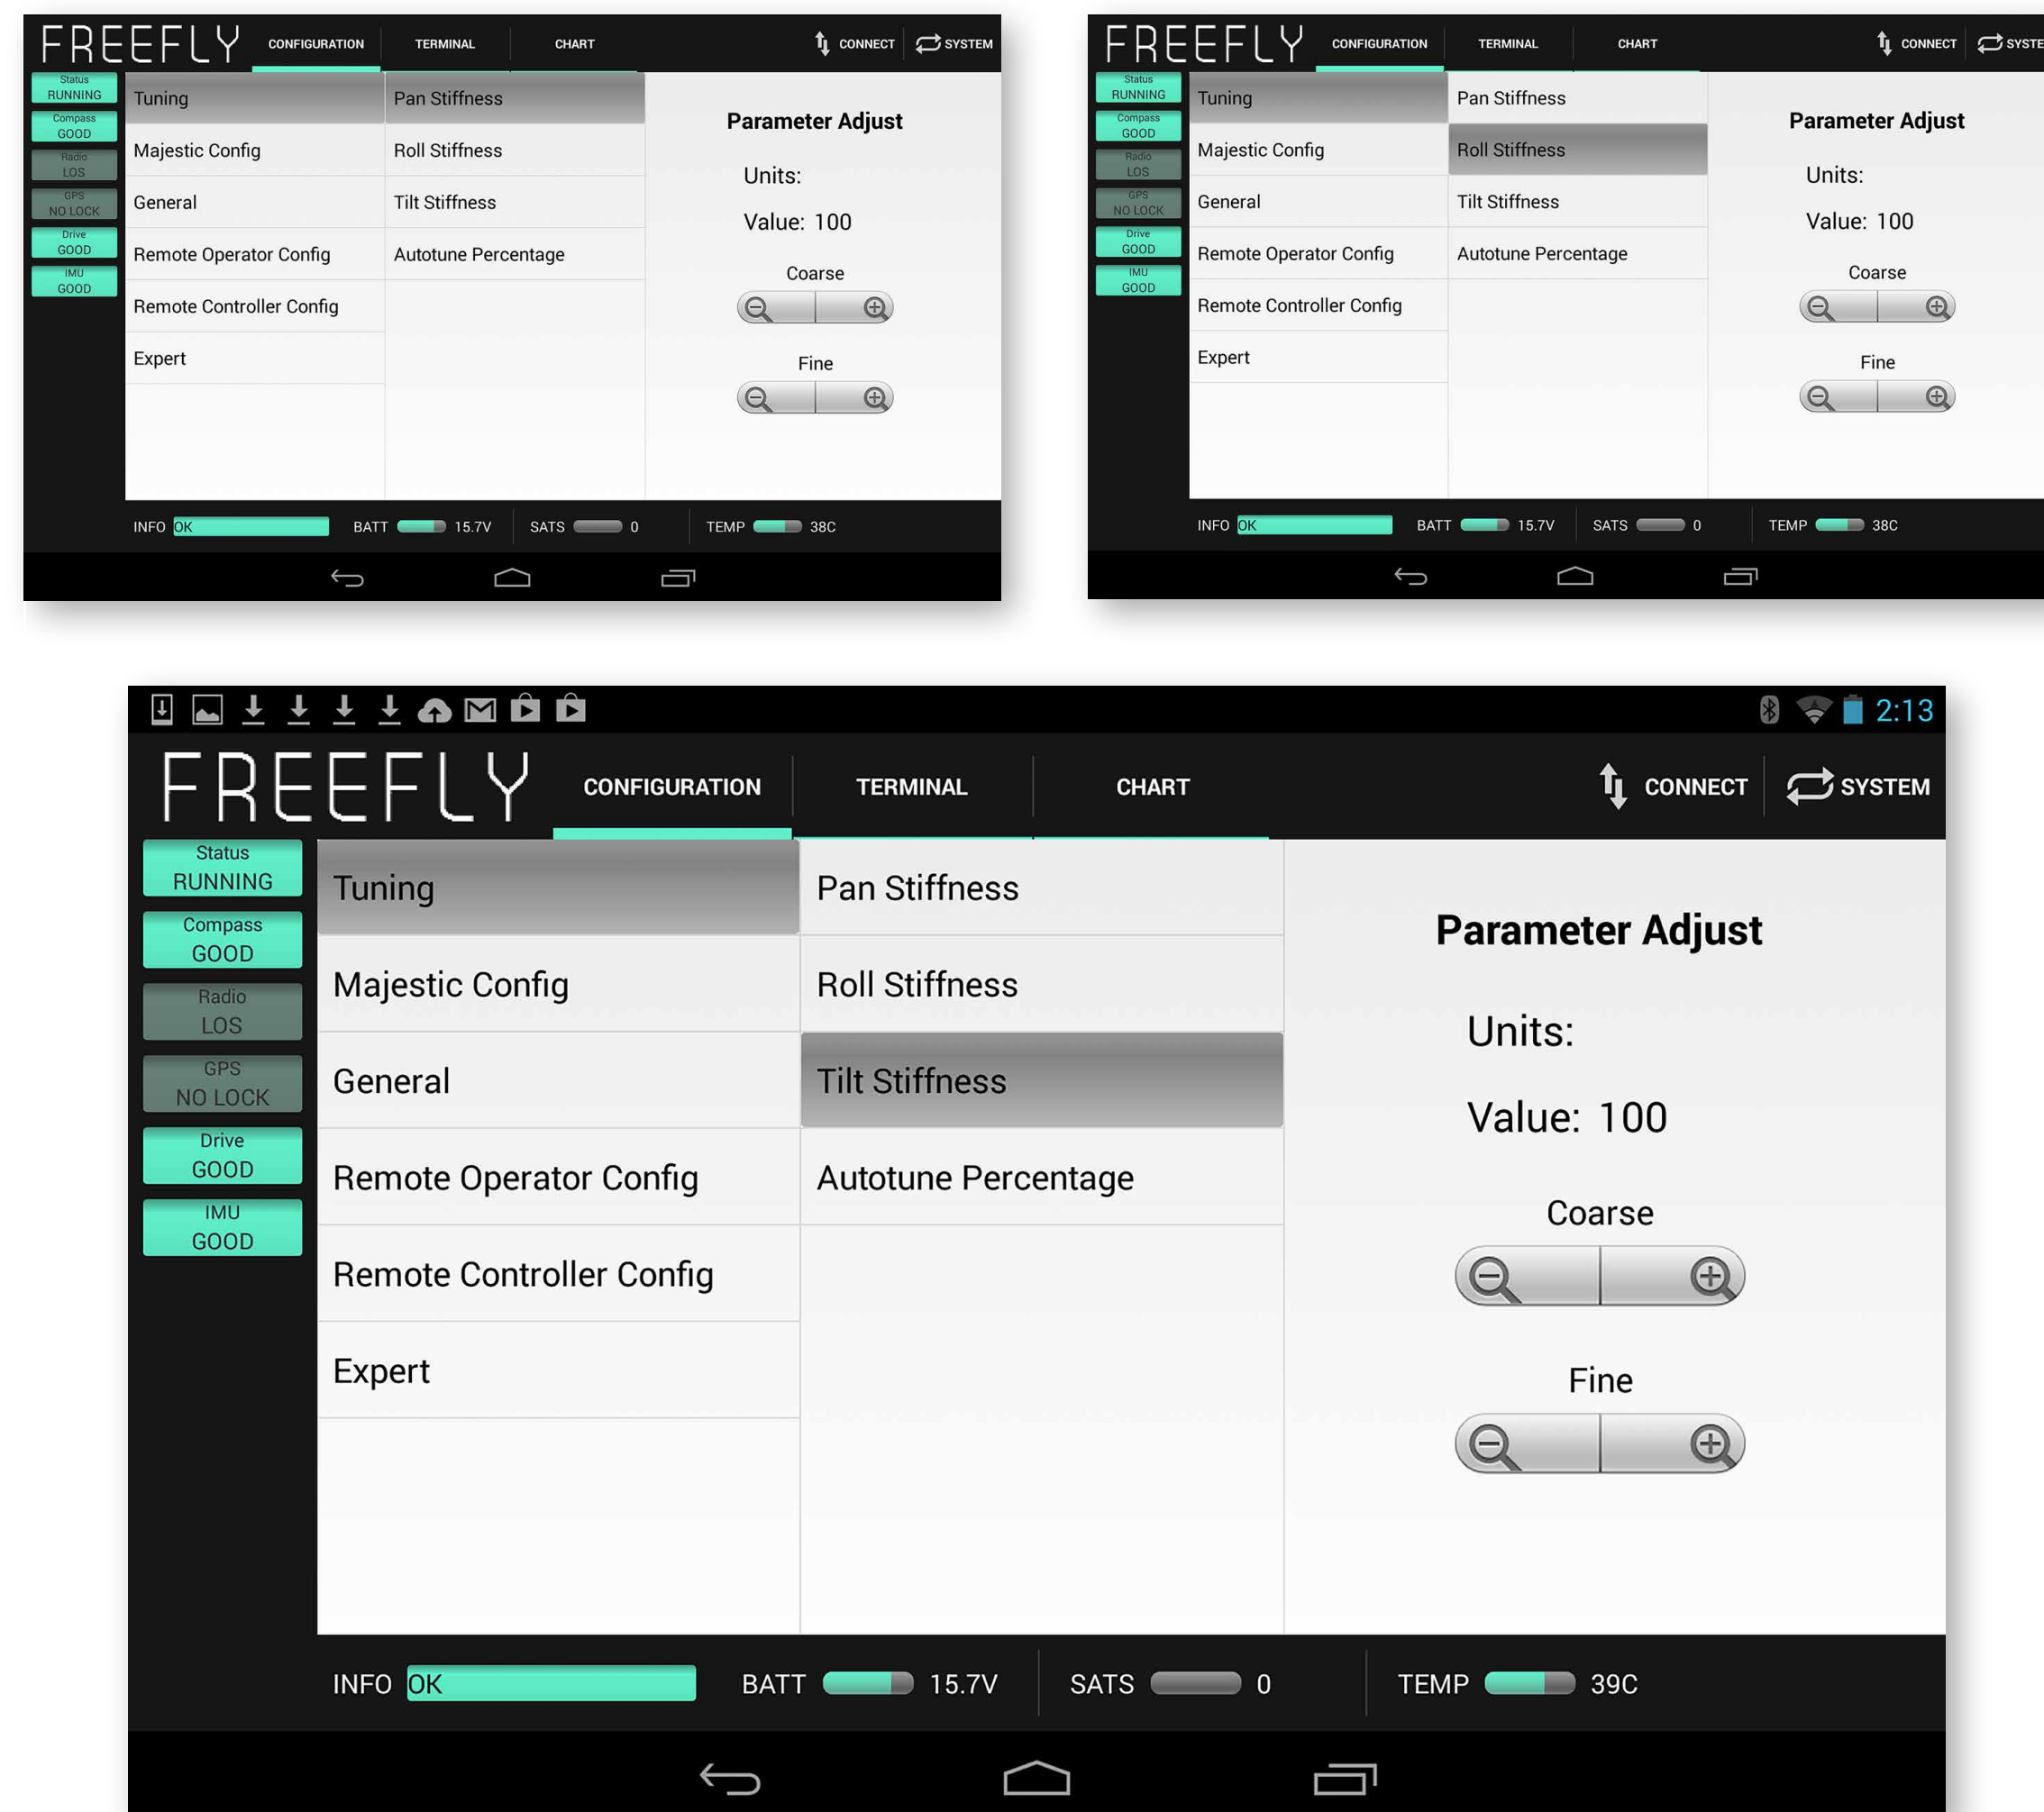 FREEFLY CONFIGURATION TERMINAL CHART CONNECT SYSTEM
Status
RUNNING
Compass
GOOD
Radio
LOS
GPS
NO LOCK
Drive
GOOD
IMU
GOOD
Tuning
Majestic Config
General
Remote Operator Config
Remote Controller Config
Expert
Pan Stiffness
Roll Stiffness
Tilt Stiffness
Autotune Percentage
Parameter Adjust
Units:
Value: 100
Coarse
Fine
INFO OK BATT 15.7V SATS 0 TEMP 38C
FREEFLY CONFIGURATION TERMINAL CHART CONNECT SYSTE
Status
RUNNING
Compass
GOOD
Radio
LOS
GPS
NO LOCK
Drive
GOOD
IMU
GOOD
Tuning
Majestic Config
General
Remote Operator Config
Remote Controller Config
Expert
Pan Stiffness
Roll Stiffness
Tilt Stiffness
Autotune Percentage
Parameter Adjust
Units:
Value: 100
Coarse
Fine
INFO OK BATT 15.7V SATS 0 TEMP 38C
2:13
FREEFLY CONFIGURATION TERMINAL CHART CONNECT SYSTEM
Status
RUNNING
Compass
GOOD
Radio
LOS
GPS
NO LOCK
Drive
GOOD
IMU
GOOD
Tuning
Majestic Config
General
Remote Operator Config
Remote Controller Config
Expert
Pan Stiffness
Roll Stiffness
Tilt Stiffness
Autotune Percentage
Parameter Adjust
Units:
Value: 100
Coarse
Fine
INFO OK BATT 15.7V SATS 0 TEMP 39C